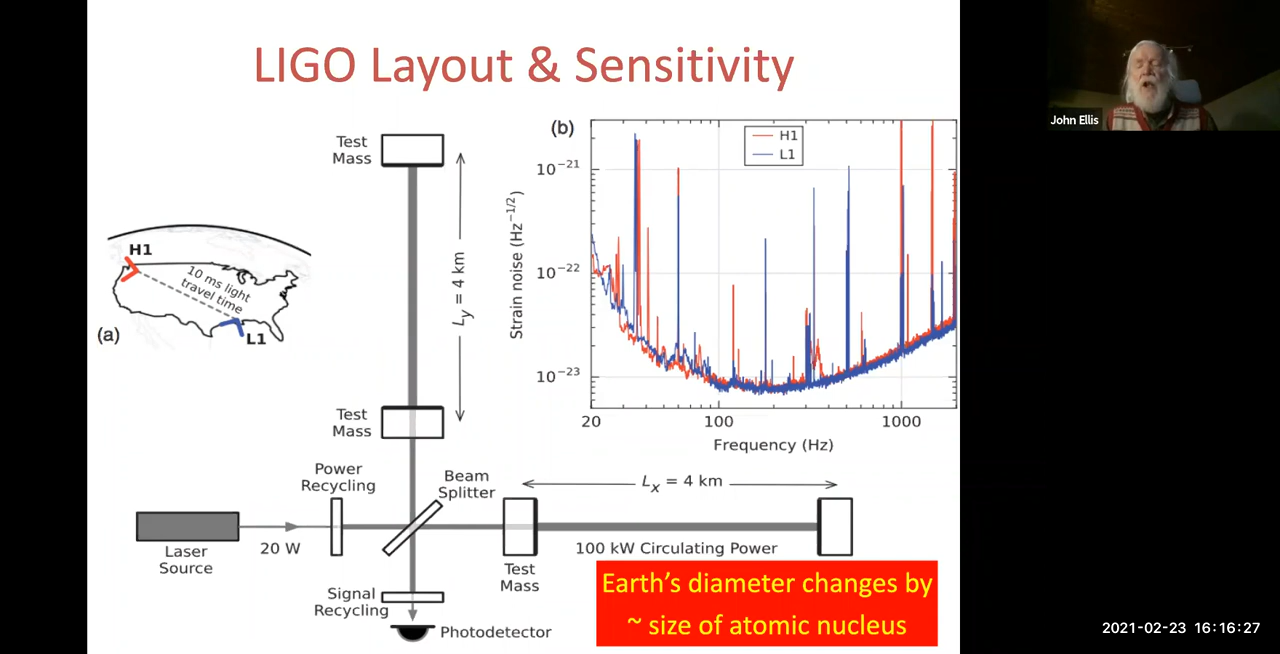 LIGO Layout & Sensitivity
John Ellis
H1
10 ms light
travel time
(a)
L1
Test
Mass
L_y = 4 km
Test
Mass
Power
Recycling
Beam
Splitter
Laser
Source
20 W
Signal
Recycling
Photodetector
L_x = 4 km
100 kW Circulating Power
Test
Mass
(b)
H1
L1
Strain noise (Hz^{-1/2})
10^{-21}
10^{-22}
10^{-23}
20
100
1000
Frequency (Hz)
Earth's diameter changes by
~ size of atomic nucleus
2021-02-23 16:16:27